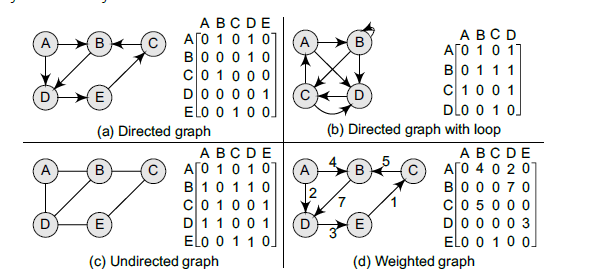 A B C
D E
A B C D E
A 0 1 0 1 0
B 0 0 0 1 0
C 0 1 0 0 0
D 0 0 0 0 1
E 0 0 1 0 0
(a) Directed graph
A B
C D
A B C D
A 0 1 0 1
B 0 1 1 1
C 1 0 0 1
D 0 0 1 0
(b) Directed graph with loop
A B C
D E
A B C D E
A 0 1 0 1 0
B 1 0 1 1 0
C 0 1 0 0 1
D 1 1 0 0 1
E 0 0 1 1 0
(c) Undirected graph
A 4 B 5 C
2 7 1
D 3 E
A B C D E
A 0 4 0 2 0
B 0 0 0 7 0
C 0 5 0 0 0
D 0 0 0 0 3
E 0 0 1 0 0
(d) Weighted graph